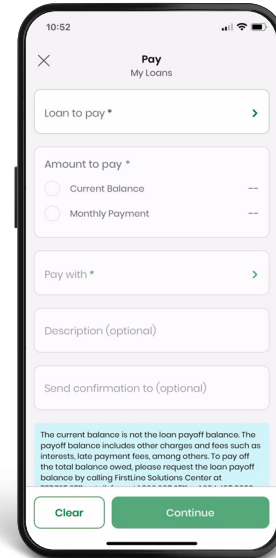 10:52
Pay
My Loans
Loan to pay *
Amount to pay *
Current Balance --
Monthly Payment --
Pay with *
Description (optional)
Send confirmation to (optional)
The current balance is not the loan payoff balance. The
payoff balance includes other charges and fees such as
interests, late payment fees, among others. To pay off
the total balance owed, please request the loan payoff
balance by calling FirstLine Solutions Center at
Clear
Continue